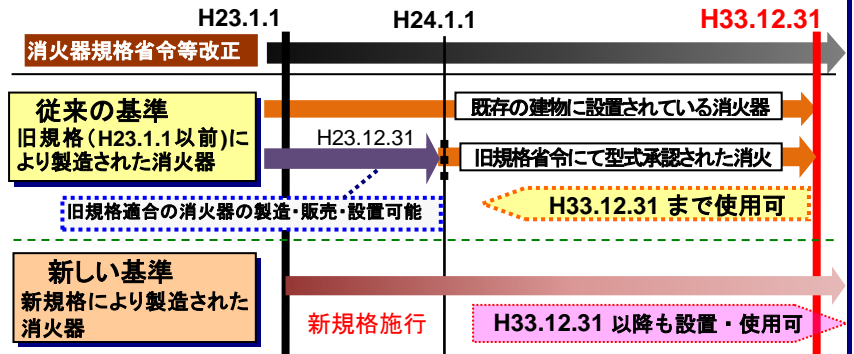 H23.1.1
H24.1.1
H33.12.31
消火器規格省令等改正
従来の基準
旧規格(H23.1.1以前)に
より製造された消火器
既存の建物に設置されている消火器
H23.12.31
旧規格省令にて型式承認された消火
旧規格適合の消火器の製造・販売・設置可能
H33.12.31 まで使用可
新しい基準
新規格により製造された
消火器
新規格施行
H33.12.31 以降も設置・使用可